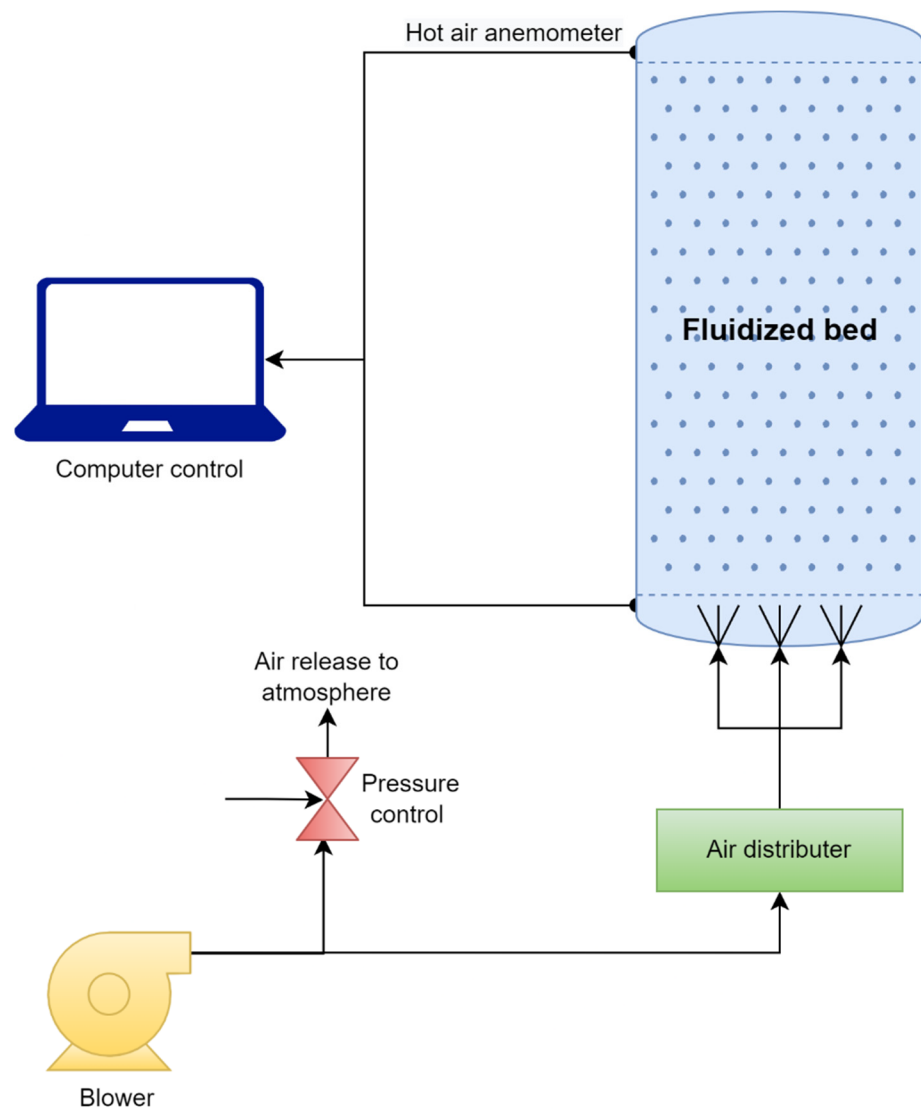 Hot air anemometer
Fluidized bed
Computer control
Air release to
atmosphere
Pressure
control
Air distributer
Blower